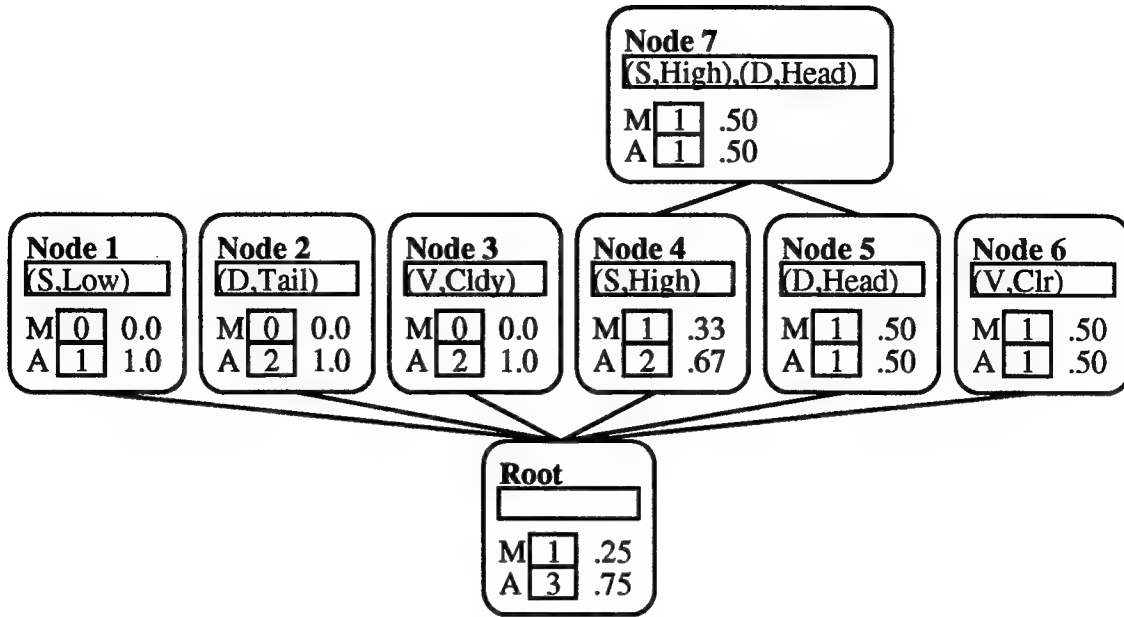 Node 7
(S,High),(D,Head)
M 1 .50
A 1 .50
Node 1
(S,Low)
M 0 0.0
A 1 1.0
Node 2
(D,Tail)
M 0 0.0
A 2 1.0
Node 3
(V,Cldy)
M 0 0.0
A 2 1.0
Node 4
(S,High)
M 1 .33
A 2 .67
Node 5
(D,Head)
M 1 .50
A 1 .50
Node 6
(V,Clr)
M 1 .50
A 1 .50
Root
M 1 .25
A 3 .75